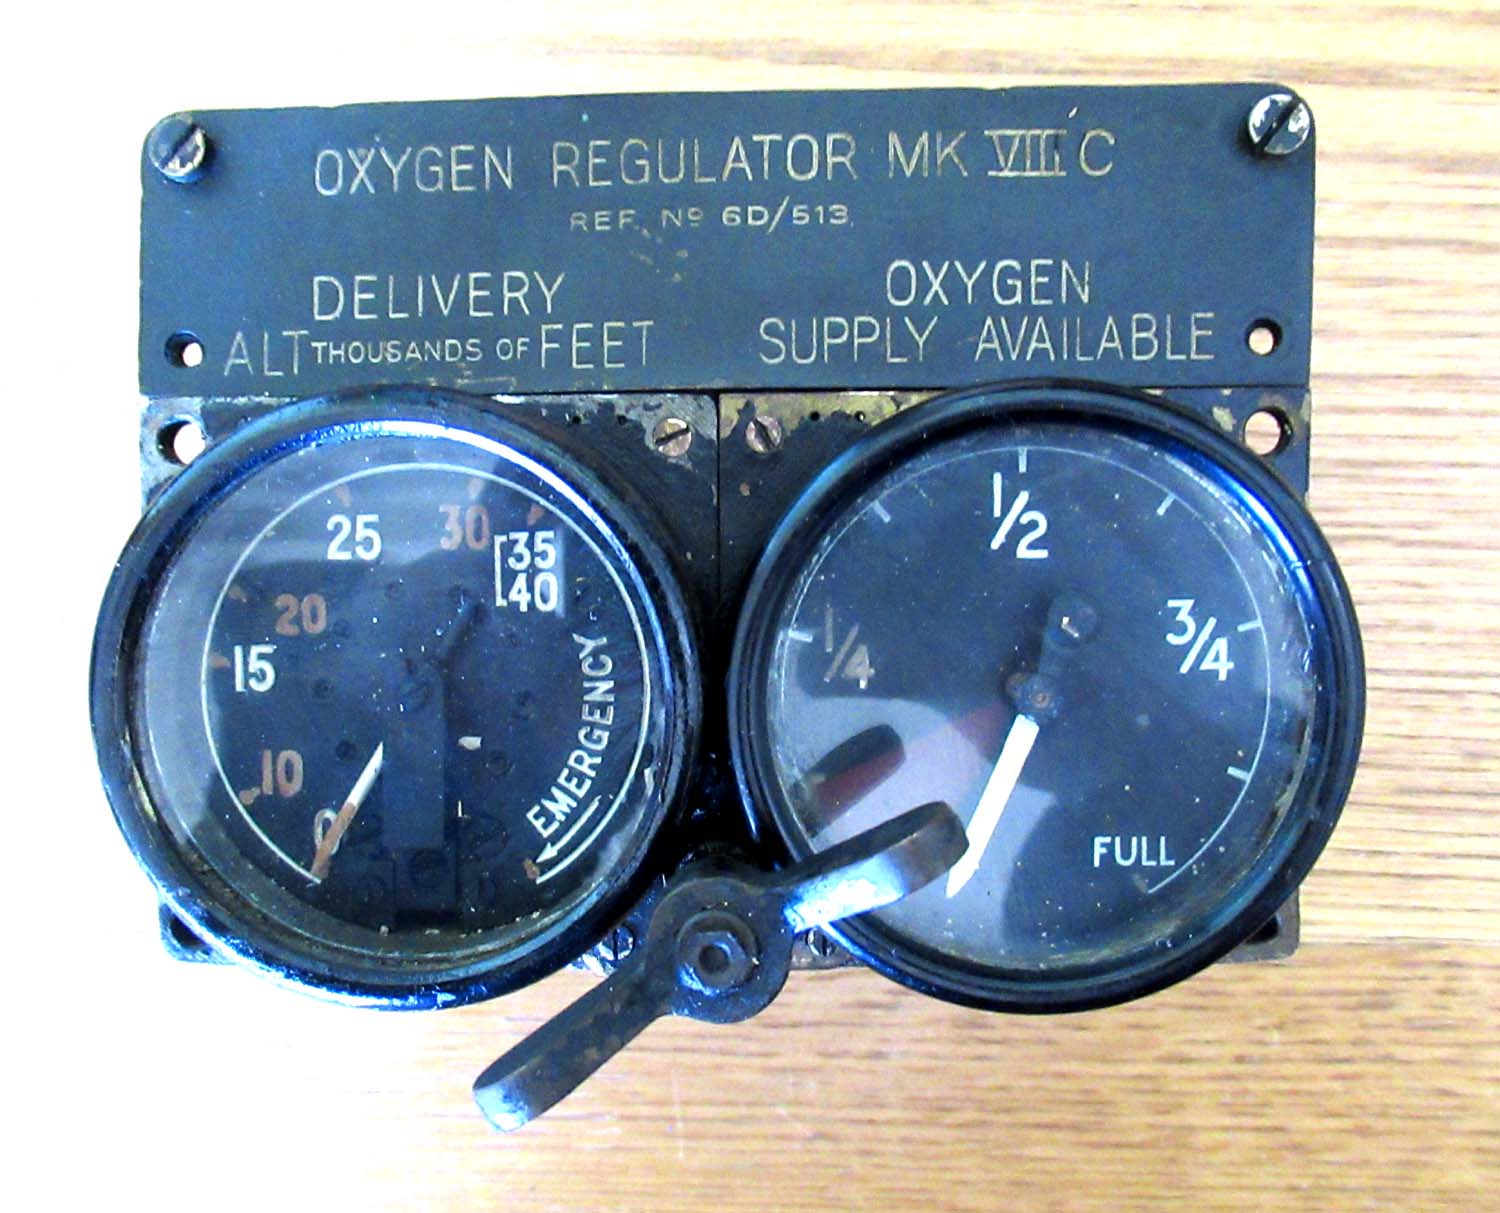 OXYGEN REGULATOR MK VIII C
REF. Nº 6D/513.
DELIVERY
ALT THOUSANDS OF FEET
OXYGEN
SUPPLY AVAILABLE
0
10
15
20
25
30
35
40
EMERGENCY
1/4
1/2
3/4
FULL